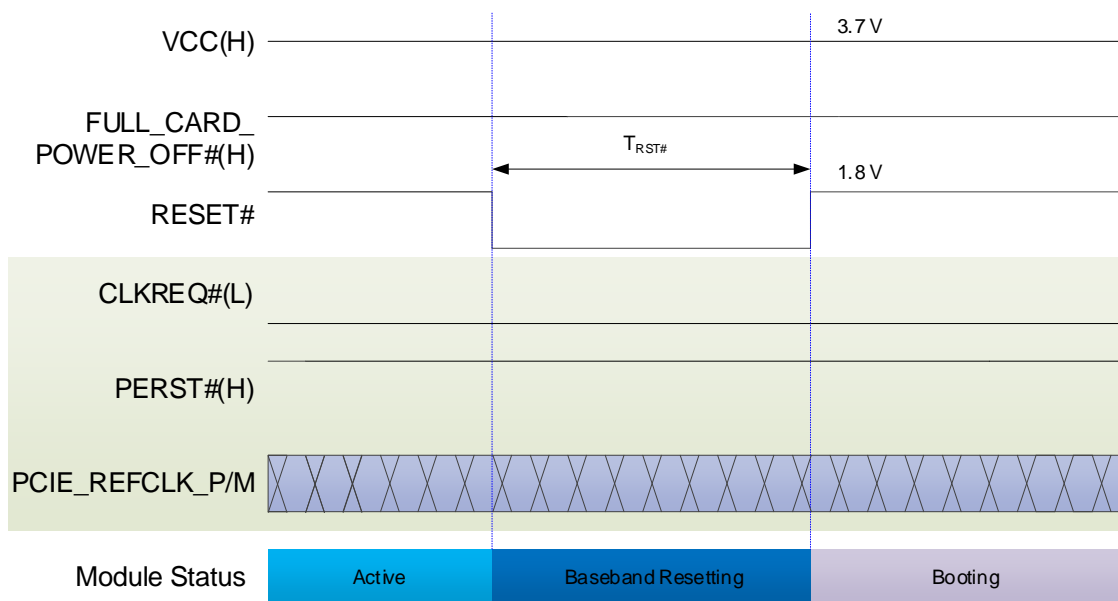 VCC(H)
3.7 V
FULL_CARD_
POWER_OFF#(H)
TRST#
1.8 V
RESET#
CLKREQ#(L)
PERST#(H)
PCIE_REFCLK_P/M
Module Status
Active
Baseband Resetting
Booting